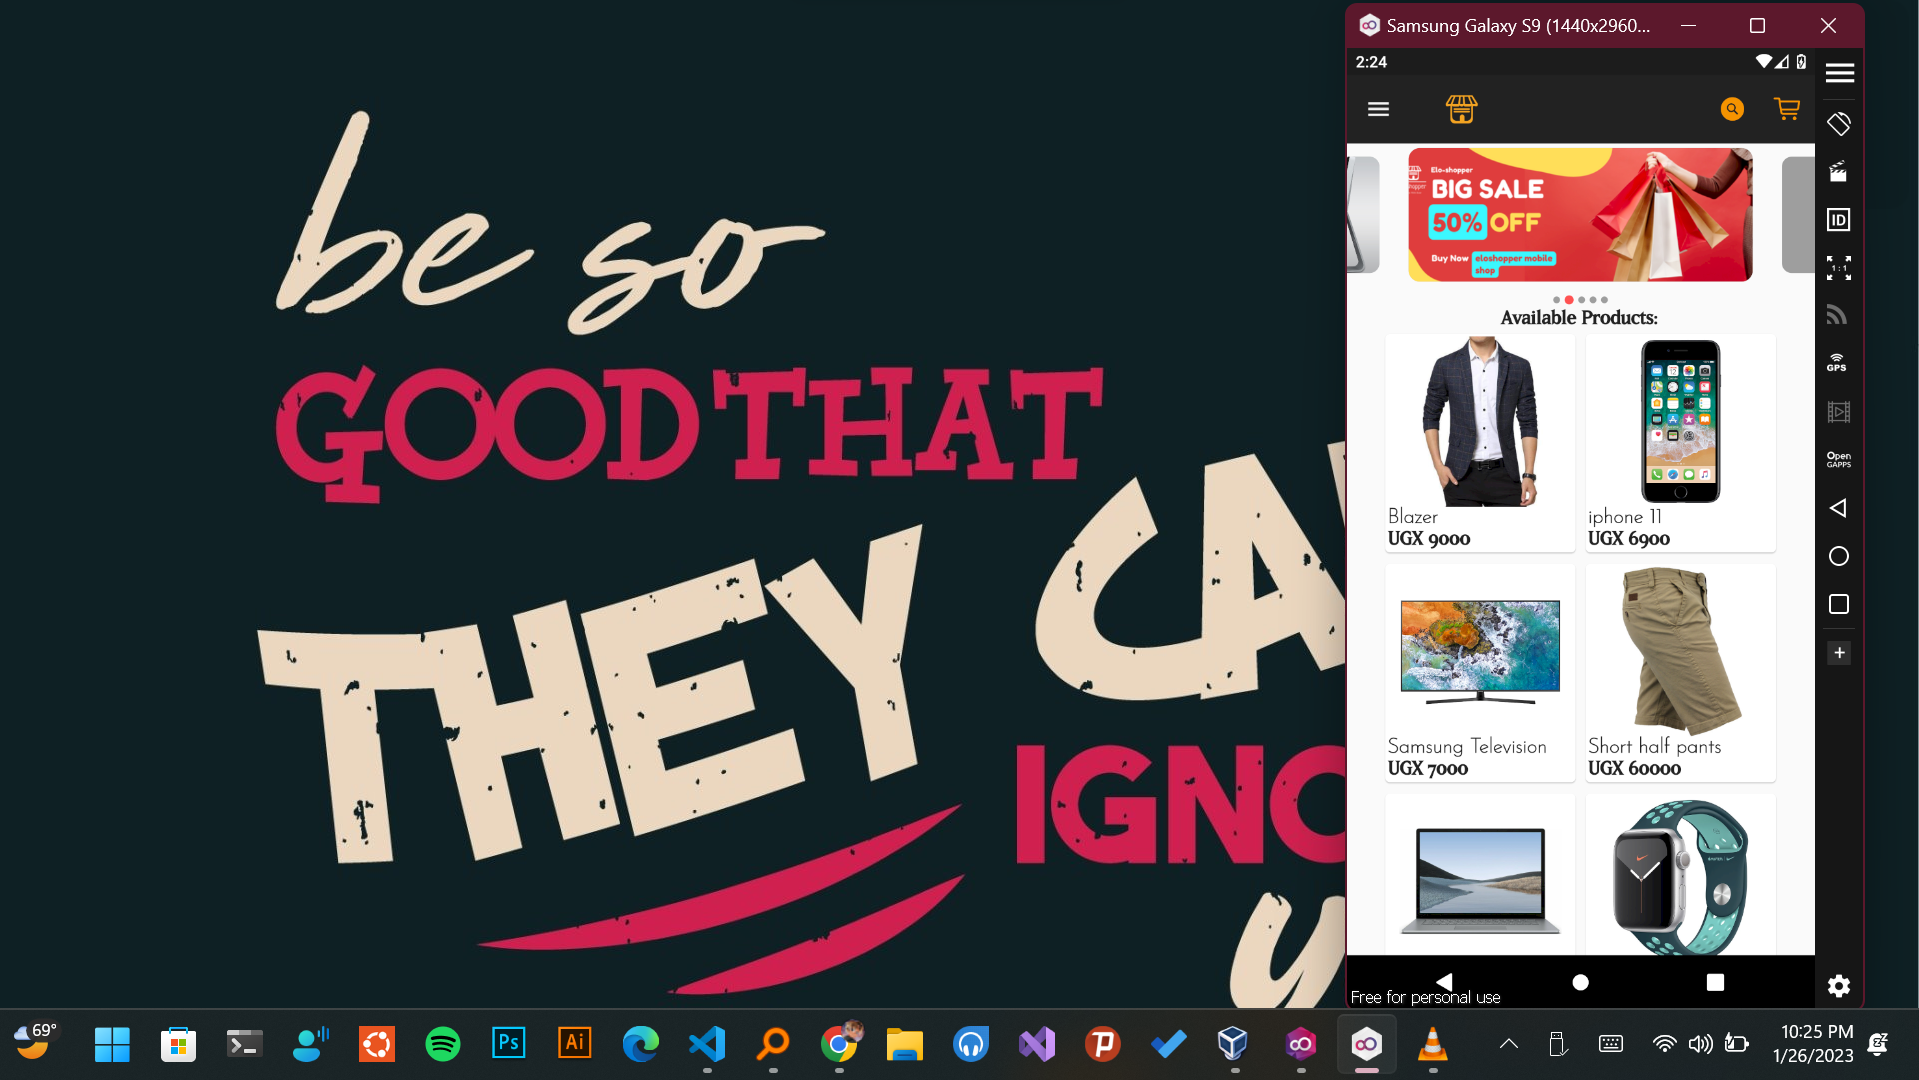 be so
GOOD THAT
THEY CA
IGNO
y
Samsung Galaxy S9 (1440x2960...
2:24
Elo-shopper
BIG SALE
50% OFF
Buy Now eloshopper mobile
shop
Available Products:
Blazer
UGX 9000
iphone 11
UGX 6900
Samsung Television
UGX 7000
Short half pants
UGX 60000
Free for personal use
ID
1:1
GPS
Open
GAPPS
69°
Ps
Ai
10:25 PM
1/26/2023